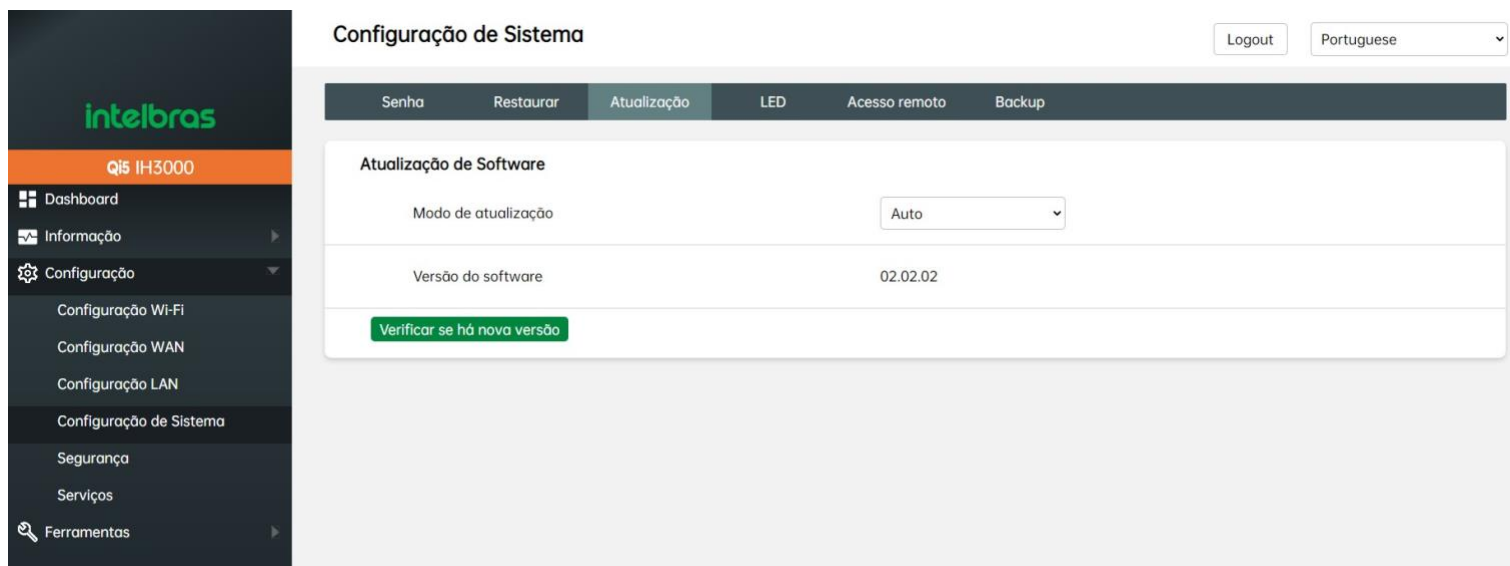 intelbras
Qi5 IH3000
Dashboard
Informação
Configuração
Configuração Wi-Fi
Configuração WAN
Configuração LAN
Configuração de Sistema
Segurança
Serviços
Ferramentas
Configuração de Sistema
Logout
Portuguese
Senha Restaurar Atualização LED Acesso remoto Backup
Atualização de Software
Modo de atualização Auto
Versão do software 02.02.02
Verificar se há nova versão